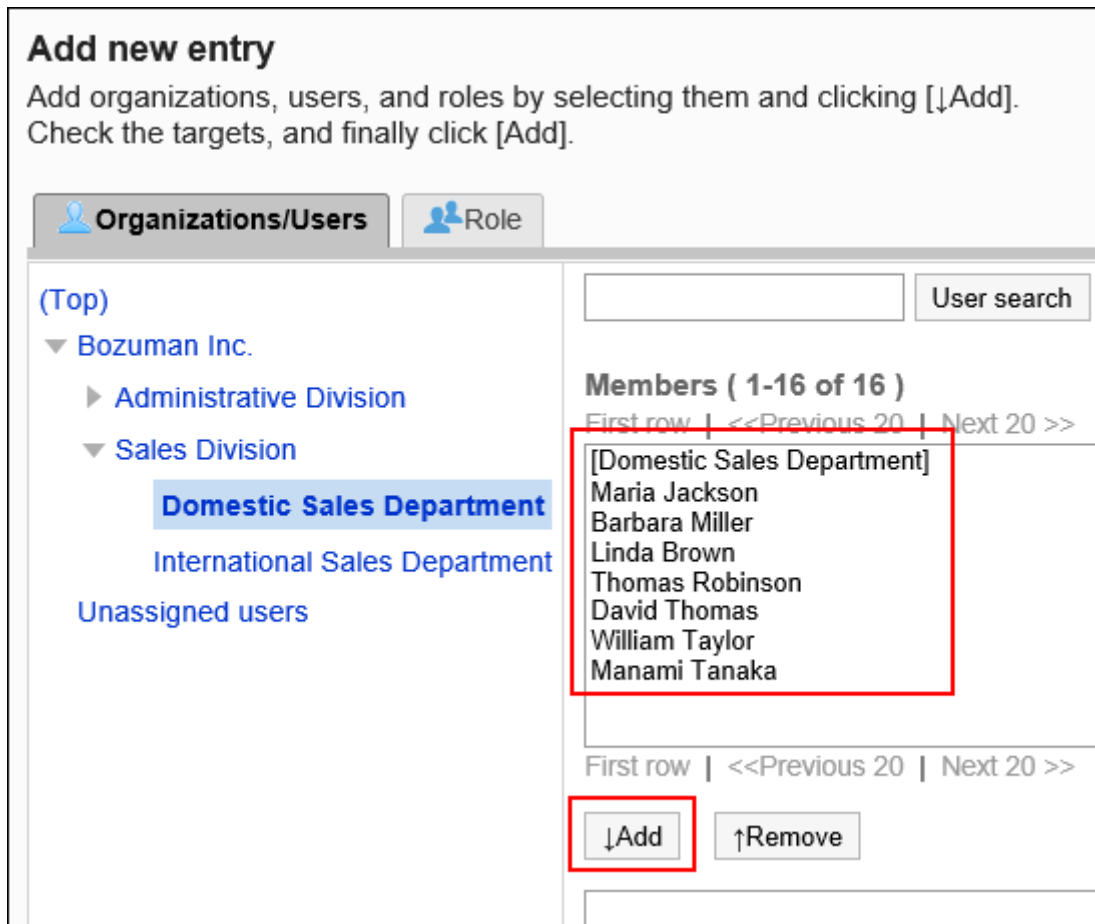 Add new entry
Add organizations, users, and roles by selecting them and clicking [↓Add].
Check the targets, and finally click [Add].
Organizations/Users
Role
(Top)
Bozuman Inc.
Administrative Division
Sales Division
Domestic Sales Department
International Sales Department
Unassigned users
User search
Members ( 1-16 of 16 )
First row | <<Previous 20 | Next 20 >>
[Domestic Sales Department]
Maria Jackson
Barbara Miller
Linda Brown
Thomas Robinson
David Thomas
William Taylor
Manami Tanaka
First row | <<Previous 20 | Next 20 >>
↓Add
↑Remove